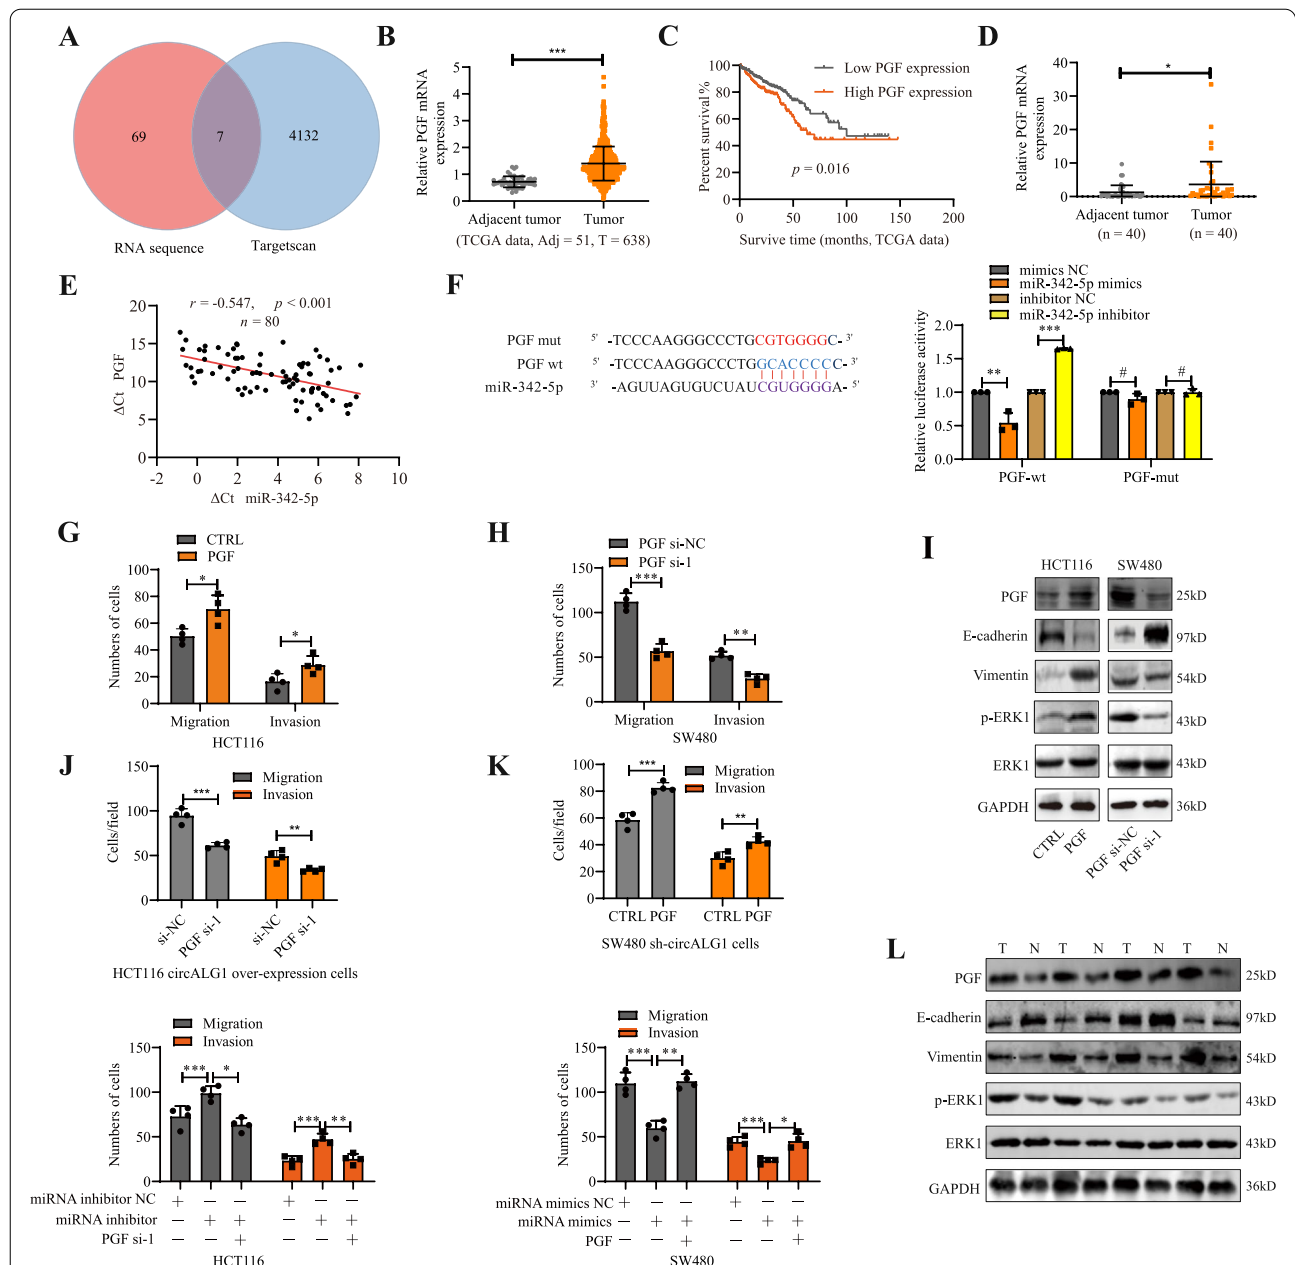 A
69
7
4132
RNA sequence
Targetscan
B
***
Relative PGF mRNA
expression
5
4
3
2
1
0
Adjacent tumor
Tumor
(TCGA data, Adj = 51, T = 638)
C
Low PGF expression
High PGF expression
Percent survival %
100
80
60
40
20
0
p = 0.016
0 50 100 150 200
Survive time (months, TCGA data)
D
*
Relative PGF mRNA
expression
40
30
20
10
0
Adjacent tumor
(n = 40)
Tumor
(n = 40)
E
r = -0.547, p < 0.001
n = 80
ΔCt PGF
20
15
10
5
0
-2 0 2 4 6 8 10
ΔCt miR-342-5p
F
PGF mut 5' -TCCCAAGGGCCCTGCGTGGGGC- 3'
PGF wt 5' -TCCCAAGGGCCCTGGCACCCCC- 3'
miR-342-5p 3' -AGUUAGUGUCUAUCGUGGGGA- 5'
mimics NC
miR-342-5p mimics
inhibitor NC
miR-342-5p inhibitor
Relative luciferase acitivity
2.0
1.5
1.0
0.5
0.0
** *** # #
PGF-wt PGF-mut
G
CTRL
PGF
Numbers of cells
100
80
60
40
20
0
* *
Migration Invasion
HCT116
H
PGF si-NC
PGF si-1
Numbers of cells
150
100
50
0
*** **
Migration Invasion
SW480
I
HCT116 SW480
PGF 25kD
E-cadherin 97kD
Vimentin 54kD
p-ERK1 43kD
ERK1 43kD
GAPDH 36kD
CTRL PGF PGF si-NC PGF si-1
J
Migration
Invasion
Cells/field
150
100
50
0
*** **
si-NC PGF si-1 si-NC PGF si-1
HCT116 circALG1 over-expression cells
K
Migration
Invasion
Cells/field
100
80
60
40
20
0
*** **
CTRL PGF CTRL PGF
SW480 sh-circALG1 cells
Migration
Invasion
Numbers of cells
150
100
50
0
*** * *** **
miRNA inhibitor NC + — — + — —
miRNA inhibitor — + + — + +
PGF si-1 — — + — — +
HCT116
Migration
Invasion
Numbers of cells
150
100
50
0
*** ** *** *
miRNA mimics NC + — — + — —
miRNA mimics — + + — + +
PGF — — + — — +
SW480
L
T N T N T N T N
PGF 25kD
E-cadherin 97kD
Vimentin 54kD
p-ERK1 43kD
ERK1 43kD
GAPDH 36kD